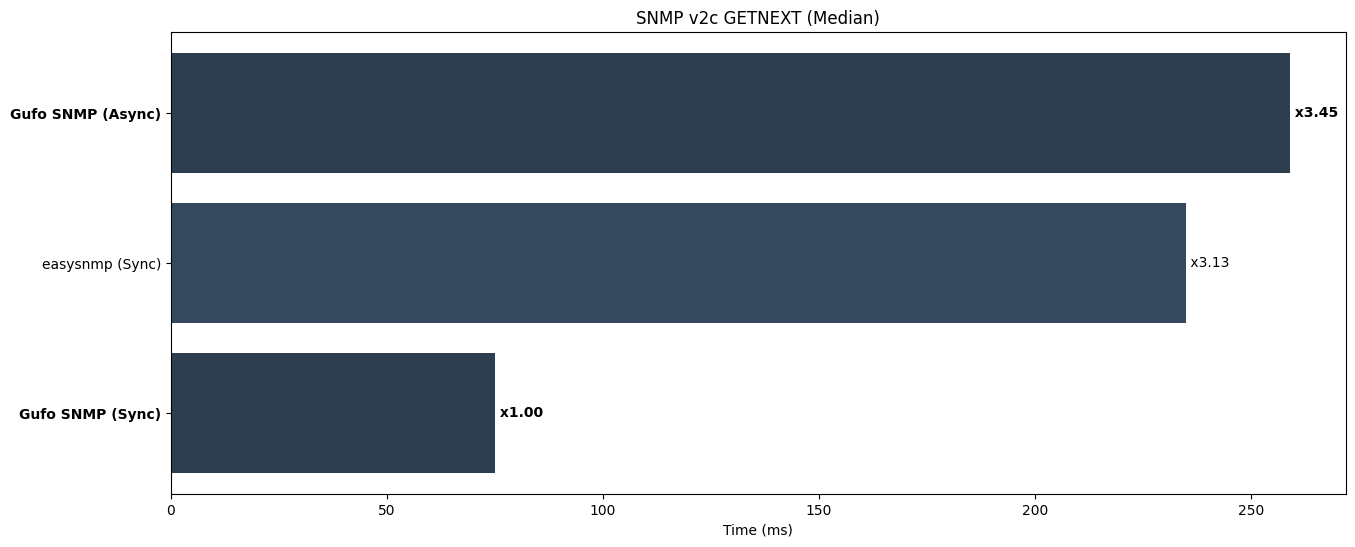 SNMP v2c GETNEXT (Median)
Gufo SNMP (Async)
x3.45
easysnmp (Sync)
x3.13
Gufo SNMP (Sync)
x1.00
0 50 100 150 200 250
Time (ms)